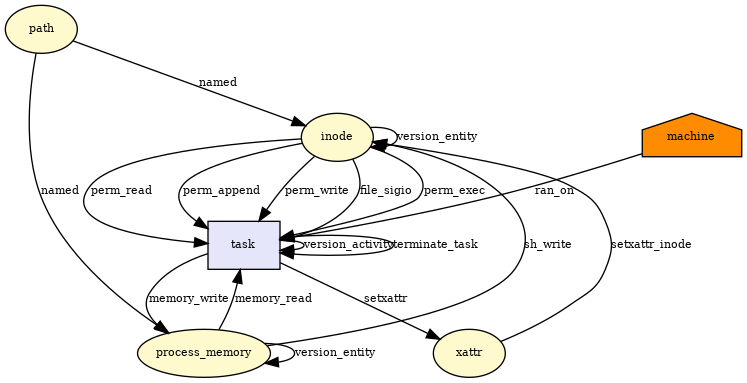 path
named
inode
version_entity
machine
named
perm_read
perm_append
perm_write
file_sigio
perm_exec
ran_on
task
version_activity
terminate_task
sh_write
setxattr_inode
memory_write
memory_read
setxattr
process_memory
version_entity
xattr